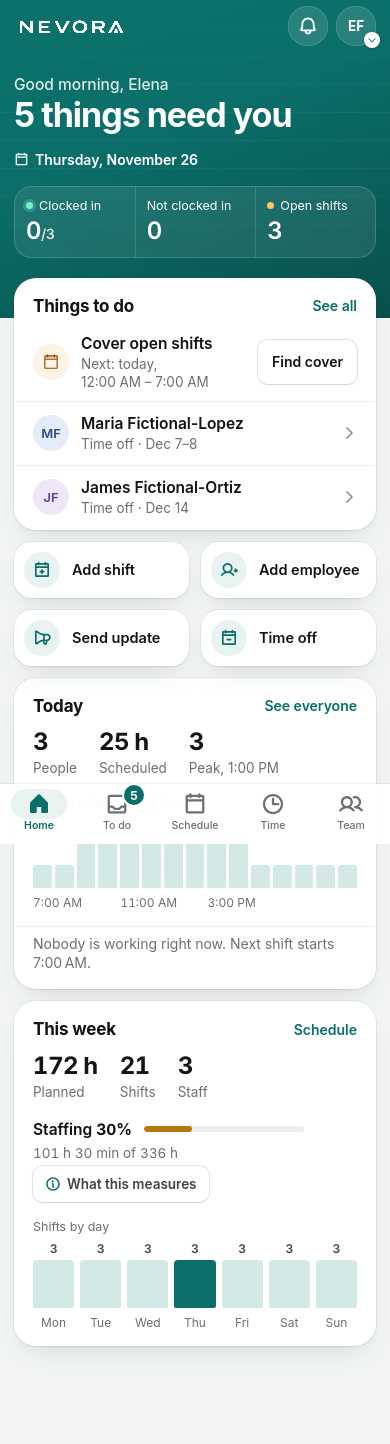 NEVORA
EF
Good morning, Elena
5 things need you
Thursday, November 26
Clocked in
0/3
Not clocked in
0
Open shifts
3
Things to do
See all
Cover open shifts
Next: today,
12:00 AM – 7:00 AM
Find cover
MF
Maria Fictional-Lopez
Time off · Dec 7–8
JF
James Fictional-Ortiz
Time off · Dec 14
Add shift
Add employee
Send update
Time off
Today
See everyone
3
25 h
3
People
Scheduled
Peak, 1:00 PM
5
Home
To do
Schedule
Time
Team
7:00 AM
11:00 AM
3:00 PM
Nobody is working right now. Next shift starts
7:00 AM.
This week
Schedule
172 h
21
3
Planned
Shifts
Staff
Staffing 30%
101 h 30 min of 336 h
What this measures
Shifts by day
3 3 3 3 3 3 3
Mon Tue Wed Thu Fri Sat Sun